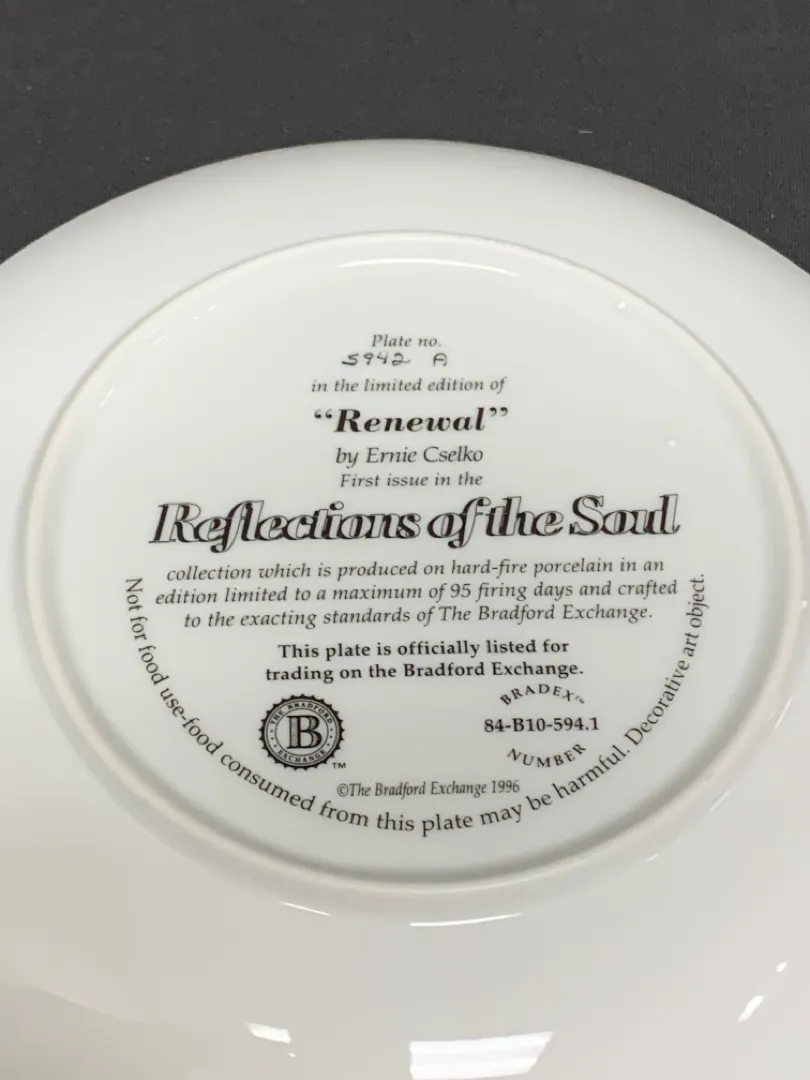 Plate no.
5942 A
in the limited edition of
“Renewal”
by Ernie Cselko
First issue in the
Reflections of the Soul
collection which is produced on hard-fire porcelain in an
edition limited to a maximum of 95 firing days and crafted
to the exacting standards of The Bradford Exchange.
This plate is officially listed for
trading on the Bradford Exchange.
THE BRADFORD
B
EXCHANGE
TM
BRADEX™
84-B10-594.1
NUMBER
©The Bradford Exchange 1996
Not for food use-food consumed from this plate may be harmful. Decorative art object.